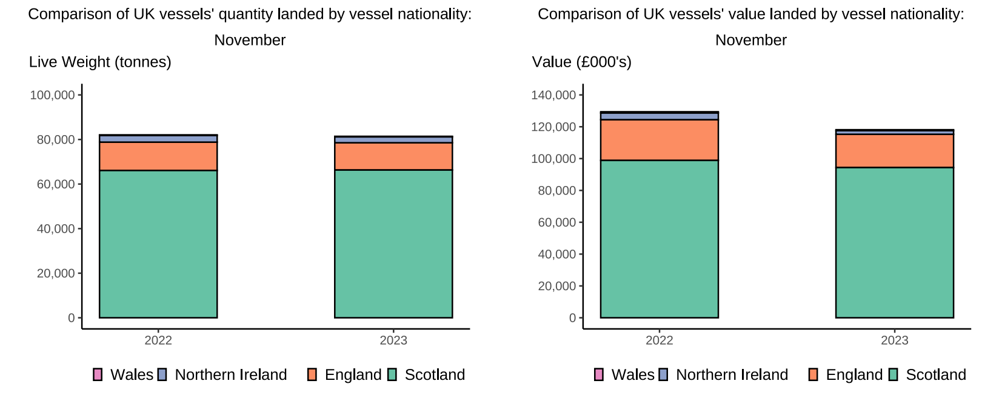 Comparison of UK vessels' quantity landed by vessel nationality:
November
Live Weight (tonnes)
100,000
80,000
60,000
40,000
20,000
0
2022
2023
Wales
Northern Ireland
England
Scotland
Comparison of UK vessels' value landed by vessel nationality:
November
Value (£000's)
140,000
120,000
100,000
80,000
60,000
40,000
20,000
0
2022
2023
Wales
Northern Ireland
England
Scotland